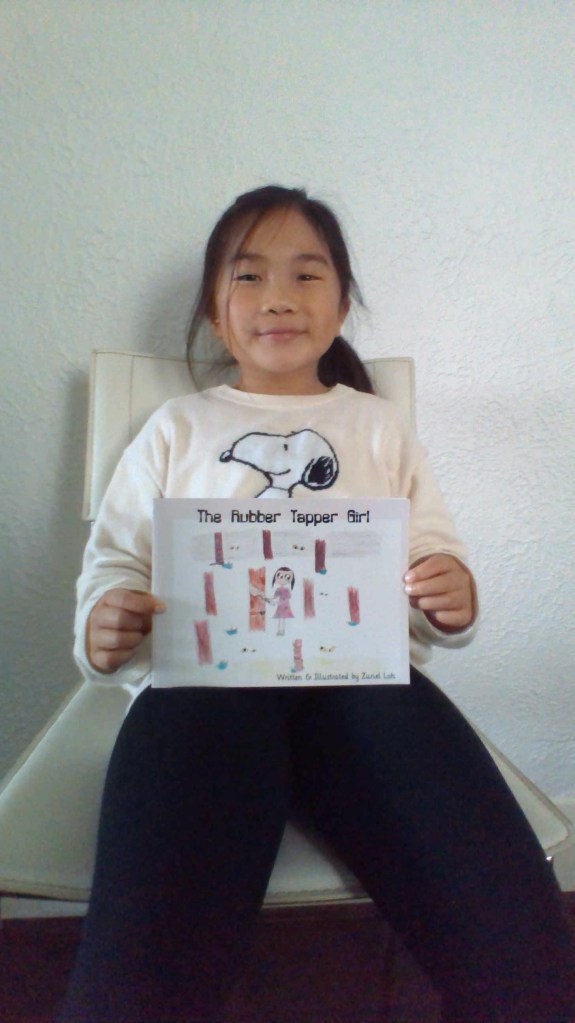 The Rubber Tapper Girl
Written & Illustrated by Zuriel Loh